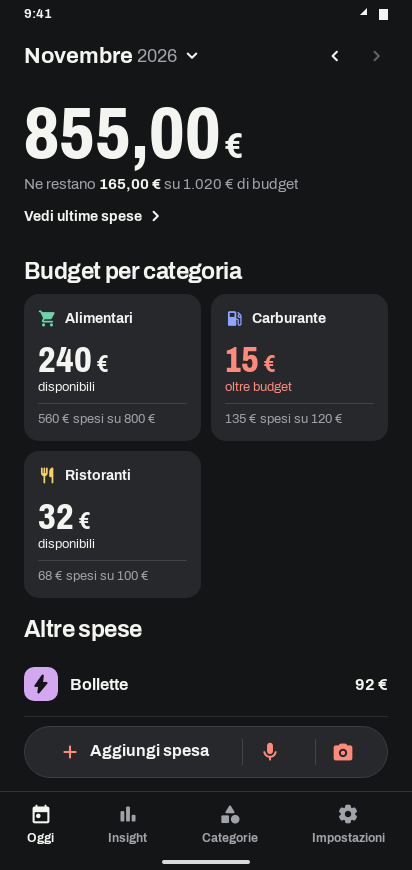 9:41
Novembre 2026
855,00 €
Ne restano 165,00 € su 1.020 € di budget
Vedi ultime spese
Budget per categoria
Alimentari
240 €
disponibili
560 € spesi su 800 €
Carburante
15 €
oltre budget
135 € spesi su 120 €
Ristoranti
32 €
disponibili
68 € spesi su 100 €
Altre spese
Bollette 92 €
Aggiungi spesa
Oggi Insight Categorie Impostazioni